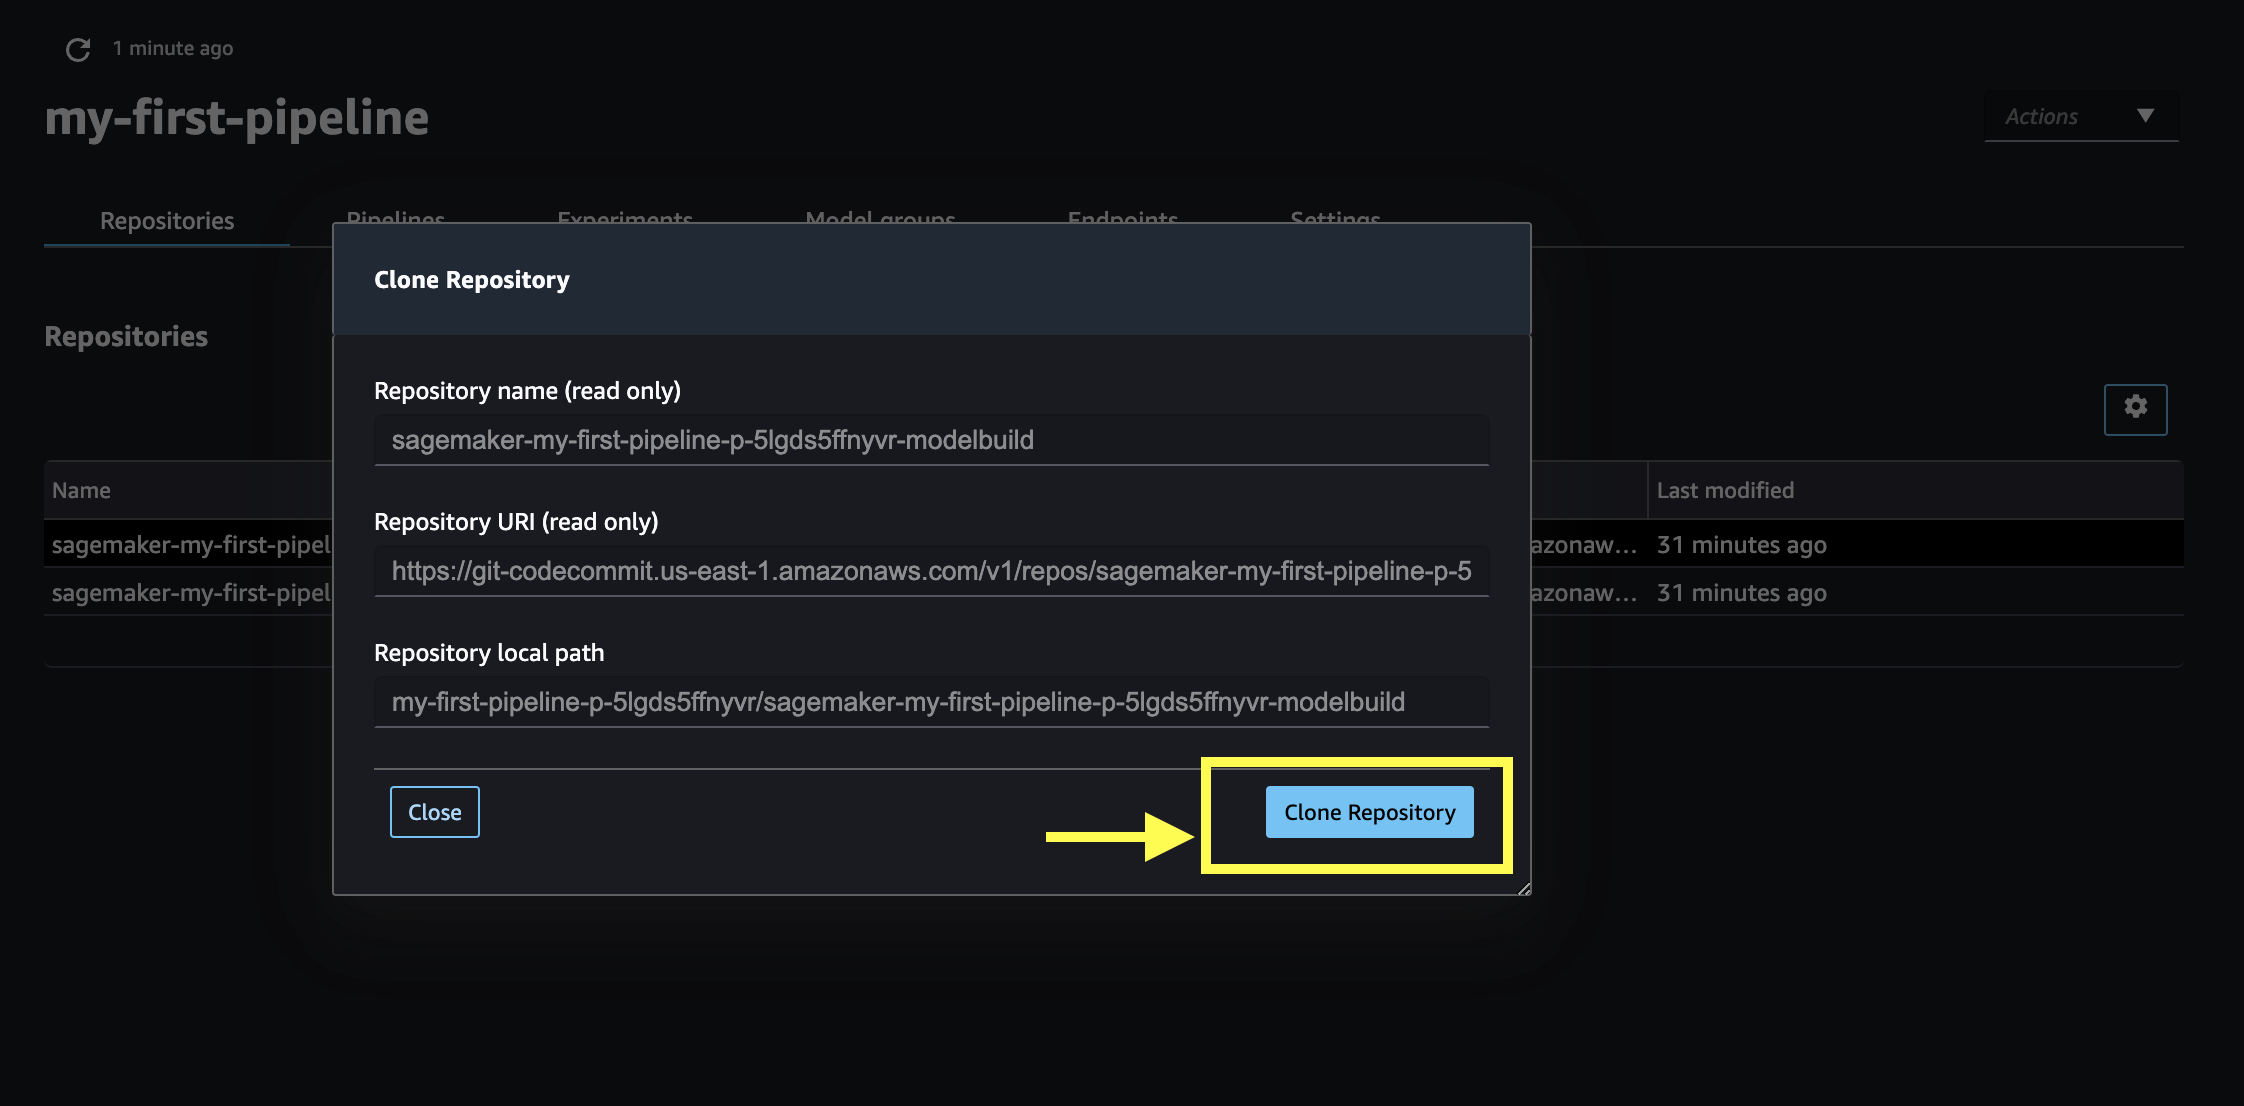 1 minute ago
my-first-pipeline
Actions
Repositories Pipelines Experiments Model groups Endpoints Settings
Clone Repository
Repositories
Repository name (read only)
sagemaker-my-first-pipeline-p-5lgds5ffnyvr-modelbuild
Name Last modified
Repository URI (read only)
sagemaker-my-first-pipel azonaw... 31 minutes ago
https://git-codecommit.us-east-1.amazonaws.com/v1/repos/sagemaker-my-first-pipeline-p-5
sagemaker-my-first-pipel azonaw... 31 minutes ago
Repository local path
my-first-pipeline-p-5lgds5ffnyvr/sagemaker-my-first-pipeline-p-5lgds5ffnyvr-modelbuild
Close Clone Repository